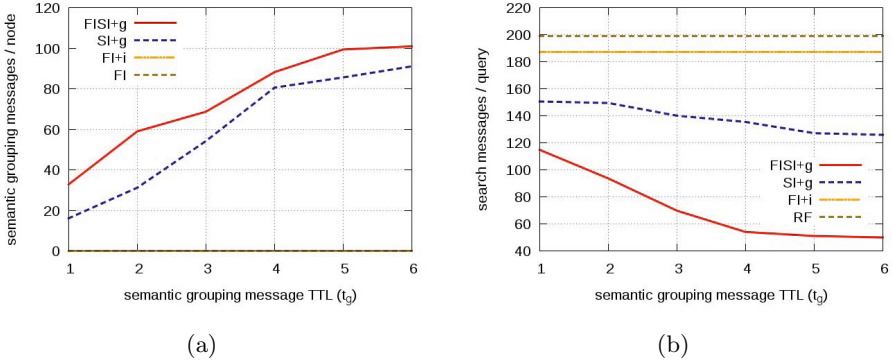 semantic grouping messages / node
120
100
80
60
40
20
0
FISI+g
SI+g
FI+i
FI
1 2 3 4 5 6
semantic grouping message TTL (tg)
(a)
search messages / query
220
200
180
160
140
120
100
80
60
40
FISI+g
SI+g
FI+i
RF
1 2 3 4 5 6
semantic grouping message TTL (tg)
(b)